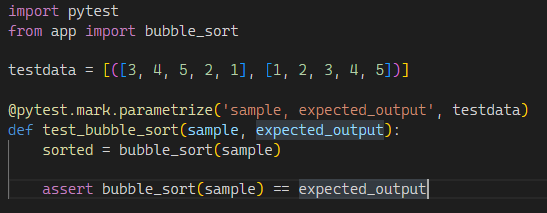 import pytest
from app import bubble_sort
testdata = [([3, 4, 5, 2, 1], [1, 2, 3, 4, 5])]
@pytest.mark.parametrize('sample, expected_output', testdata)
def test_bubble_sort(sample, expected_output):
    sorted = bubble_sort(sample)
    assert bubble_sort(sample) == expected_output